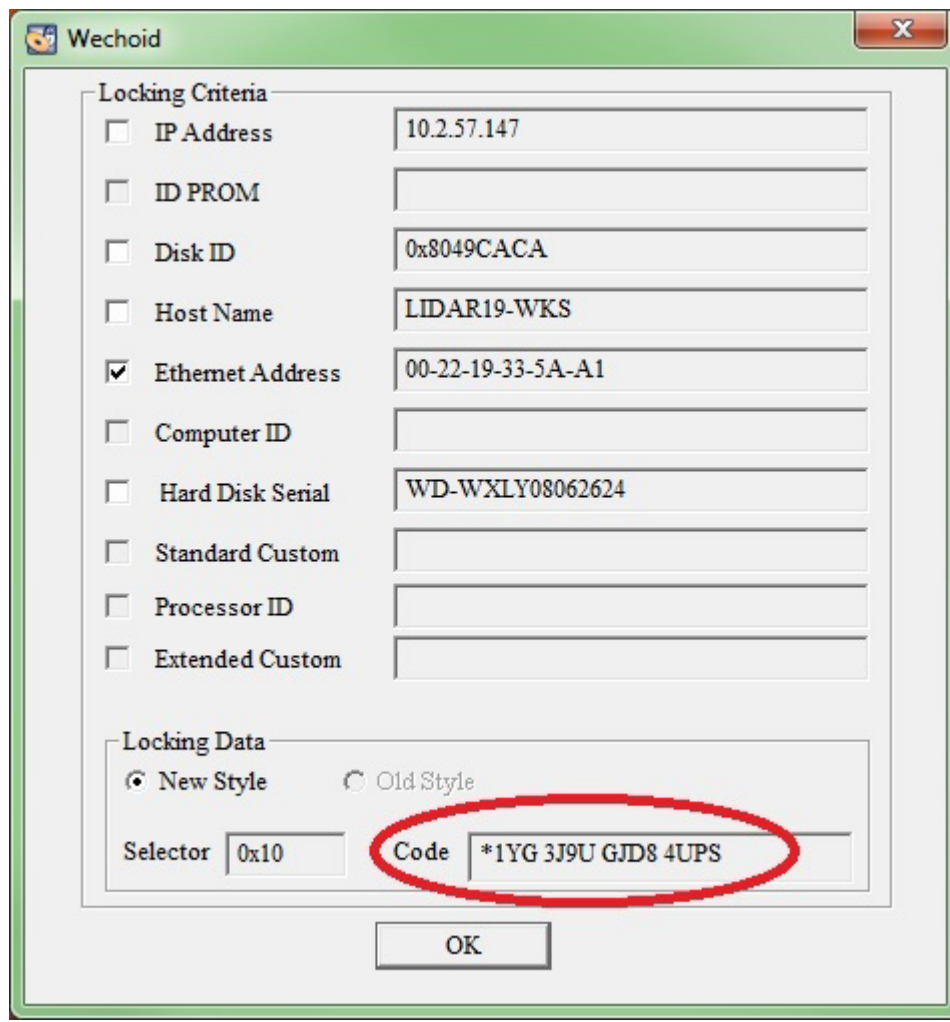 Wechoid
Locking Criteria
IP Address 10.2.57.147
ID PROM
Disk ID 0x8049CACA
Host Name LIDAR19-WKS
Ethernet Address 00-22-19-33-5A-A1
Computer ID
Hard Disk Serial WD-WXLY08062624
Standard Custom
Processor ID
Extended Custom
Locking Data
New Style Old Style
Selector 0x10 Code *1YG 3J9U GJD8 4UPS
OK